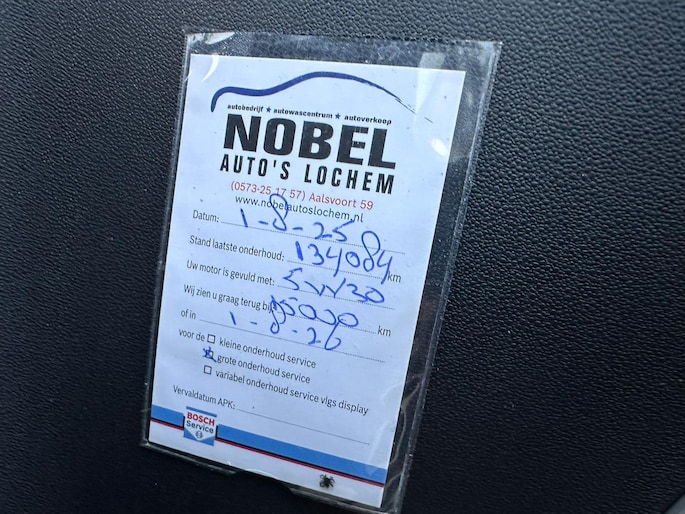 autobedrijf ★ autowascentrum ★ autoverkoop
NOBEL
AUTO'S LOCHEM
(0573-25 17 57) Aalsvoort 59
www.nobelautoslochem.nl
Datum: 1-8-25
Stand laatste onderhoud: 134084 km
Uw motor is gevuld met: 5W30
Wij zien u graag terug bij km
of in 1-8-26
voor de ☐ kleine onderhoud service
☒ grote onderhoud service
☐ variabel onderhoud service vlgs display
Vervaldatum APK:
BOSCH
Service